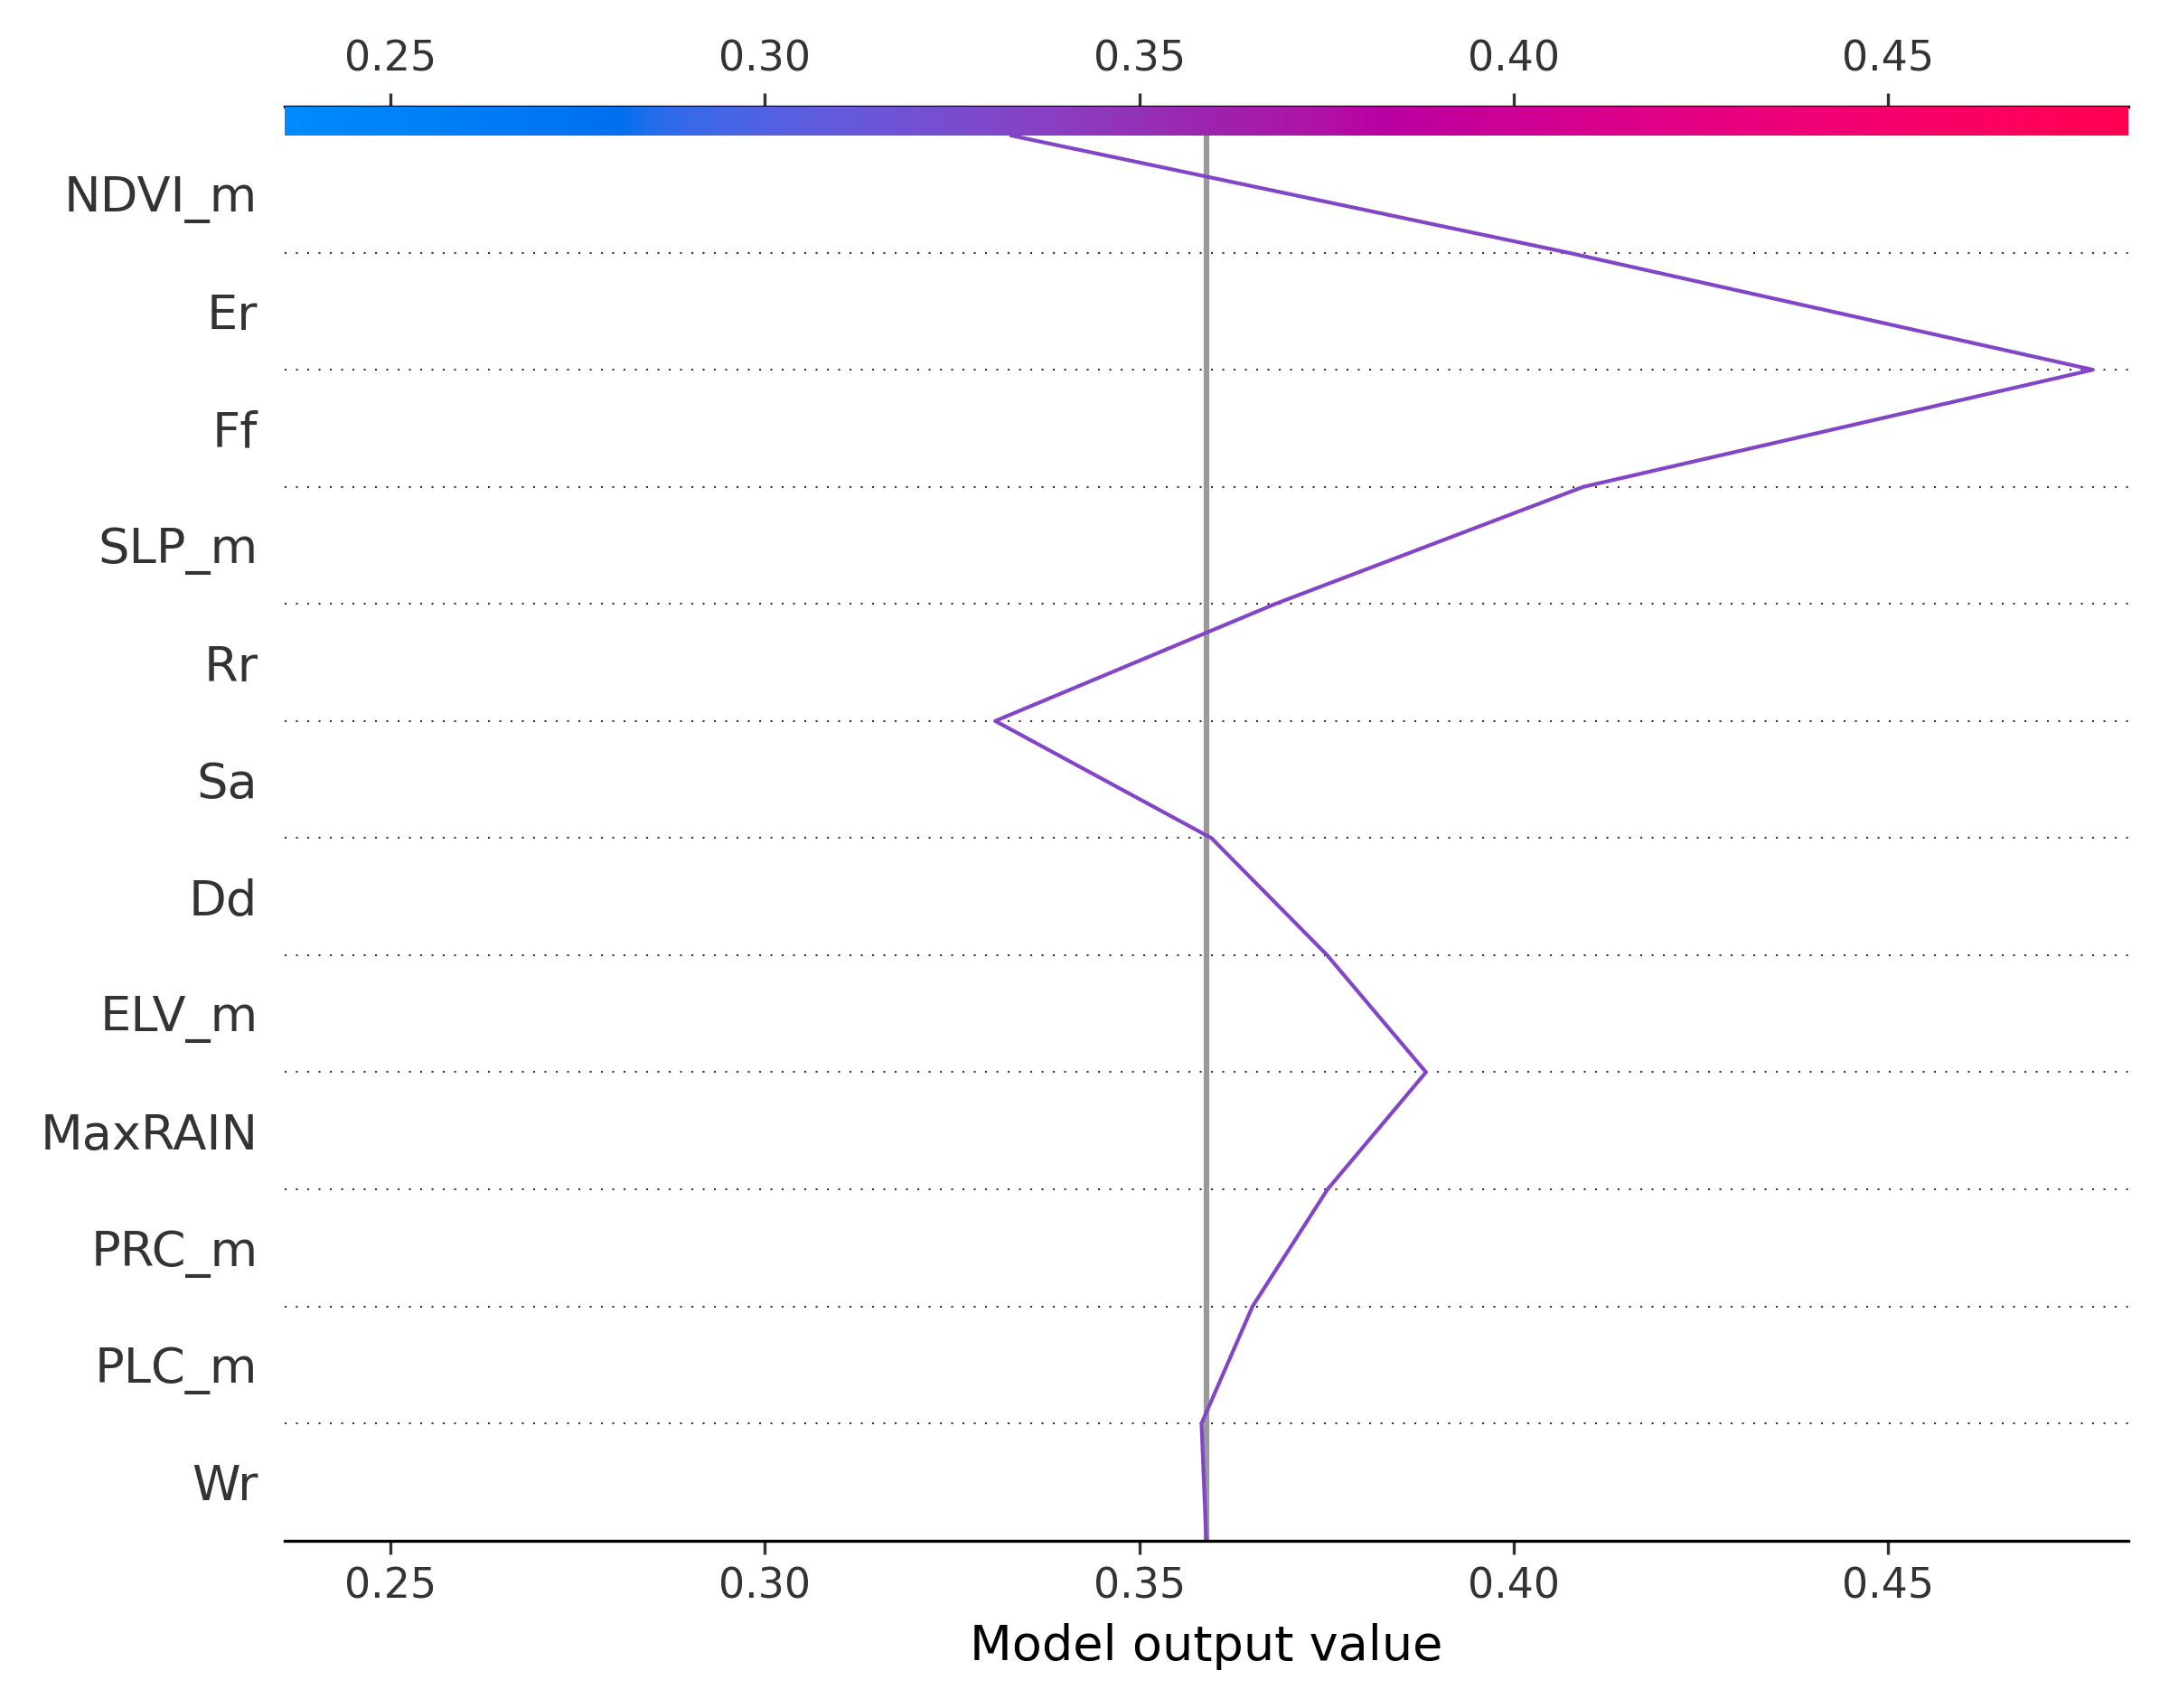 0.25 0.30 0.35 0.40 0.45
NDVI_m
Er
Ff
SLP_m
Rr
Sa
Dd
ELV_m
MaxRAIN
PRC_m
PLC_m
Wr
0.25 0.30 0.35 0.40 0.45
Model output value